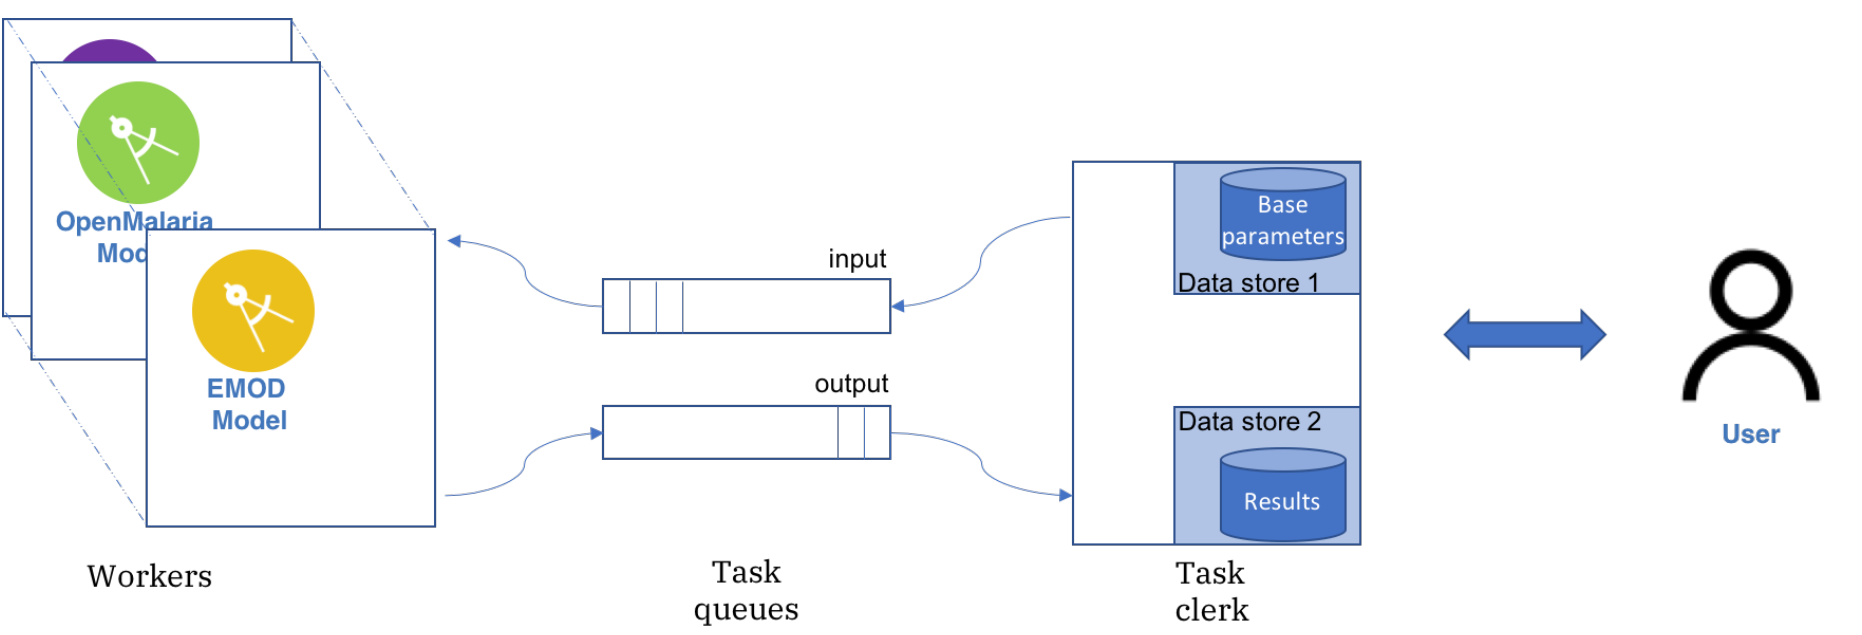 OpenMalaria
Mod
EMOD
Model
Workers
input
output
Task
queues
Base
parameters
Data store 1
Data store 2
Results
Task
clerk
User